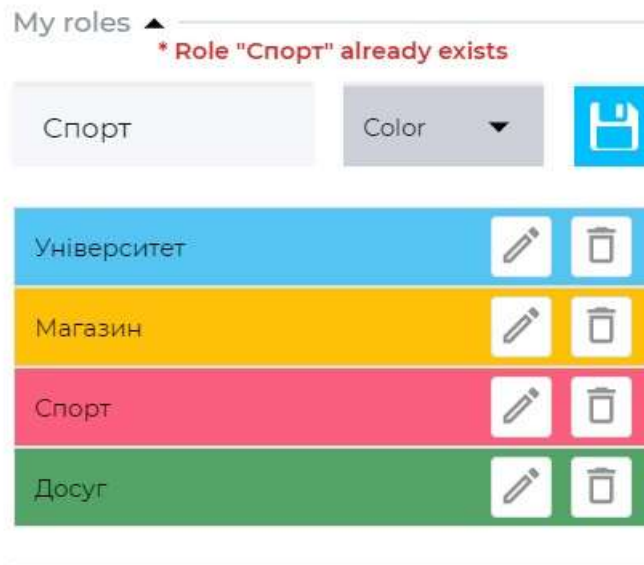 My roles
* Role "Спорт" already exists
Спорт
Color
Університет
Магазин
Спорт
Досуг